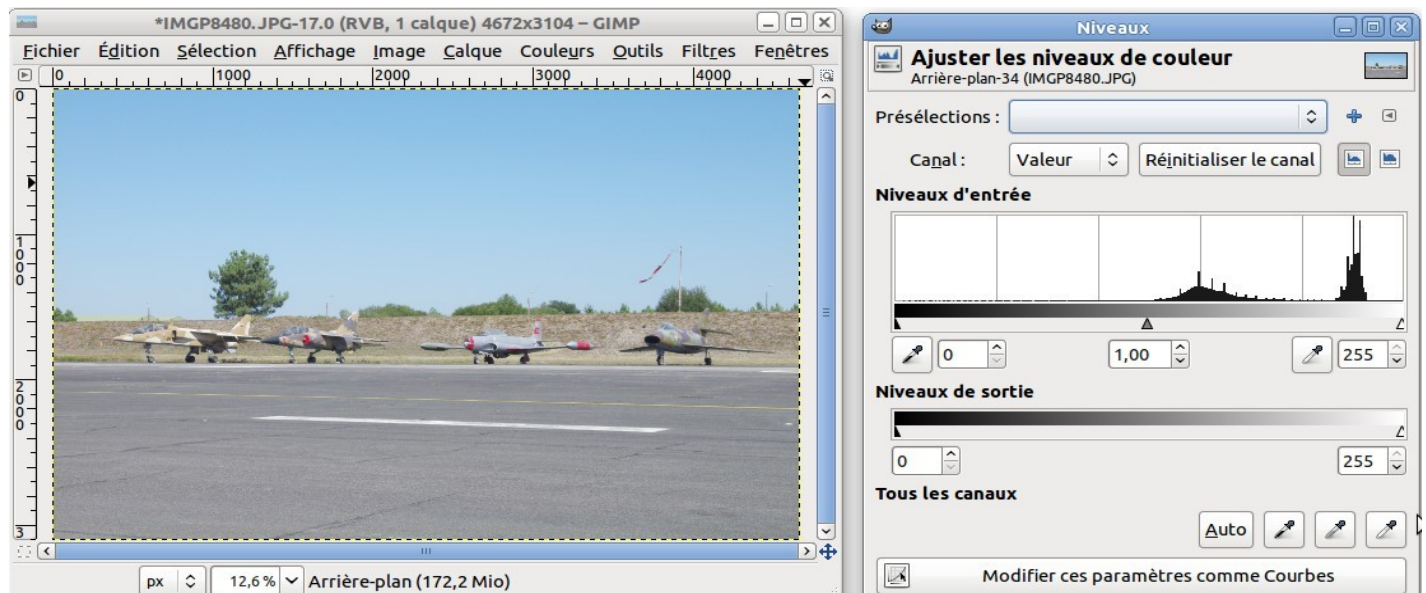 *IMGP8480.JPG-17.0 (RVB, 1 calque) 4672x3104 – GIMP
Fichier Édition Sélection Affichage Image Calque Couleurs Outils Filtres Fenêtres
0 1000 2000 3000 4000
0
1000
2000
3
px 12,6 % Arrière-plan (172,2 Mio)
Niveaux
Ajuster les niveaux de couleur
Arrière-plan-34 (IMGP8480.JPG)
Présélections :
Canal : Valeur Réinitialiser le canal
Niveaux d'entrée
0 1,00 255
Niveaux de sortie
0 255
Tous les canaux
Auto
Modifier ces paramètres comme Courbes